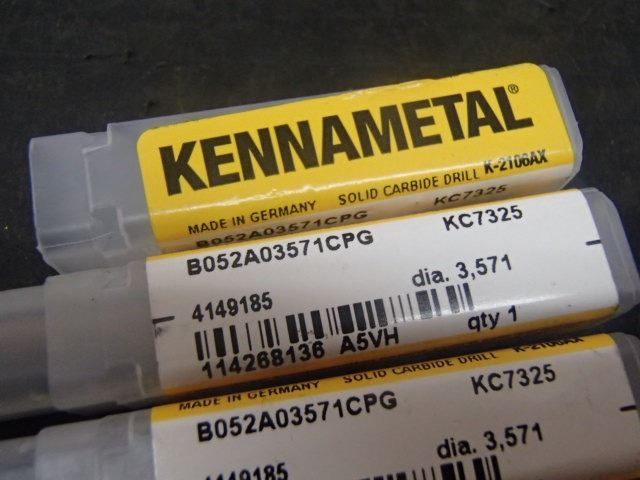 KENNAMETAL®
K-2106AX
MADE IN GERMANY SOLID CARBIDE DRILL
B052A03571CPG KC7325
B052A03571CPG KC7325
4149185 dia. 3,571
114268136 A5VH qty 1
MADE IN GERMANY SOLID CARBIDE DRILL K-2106AX
B052A03571CPG KC7325
4149185 dia. 3,571